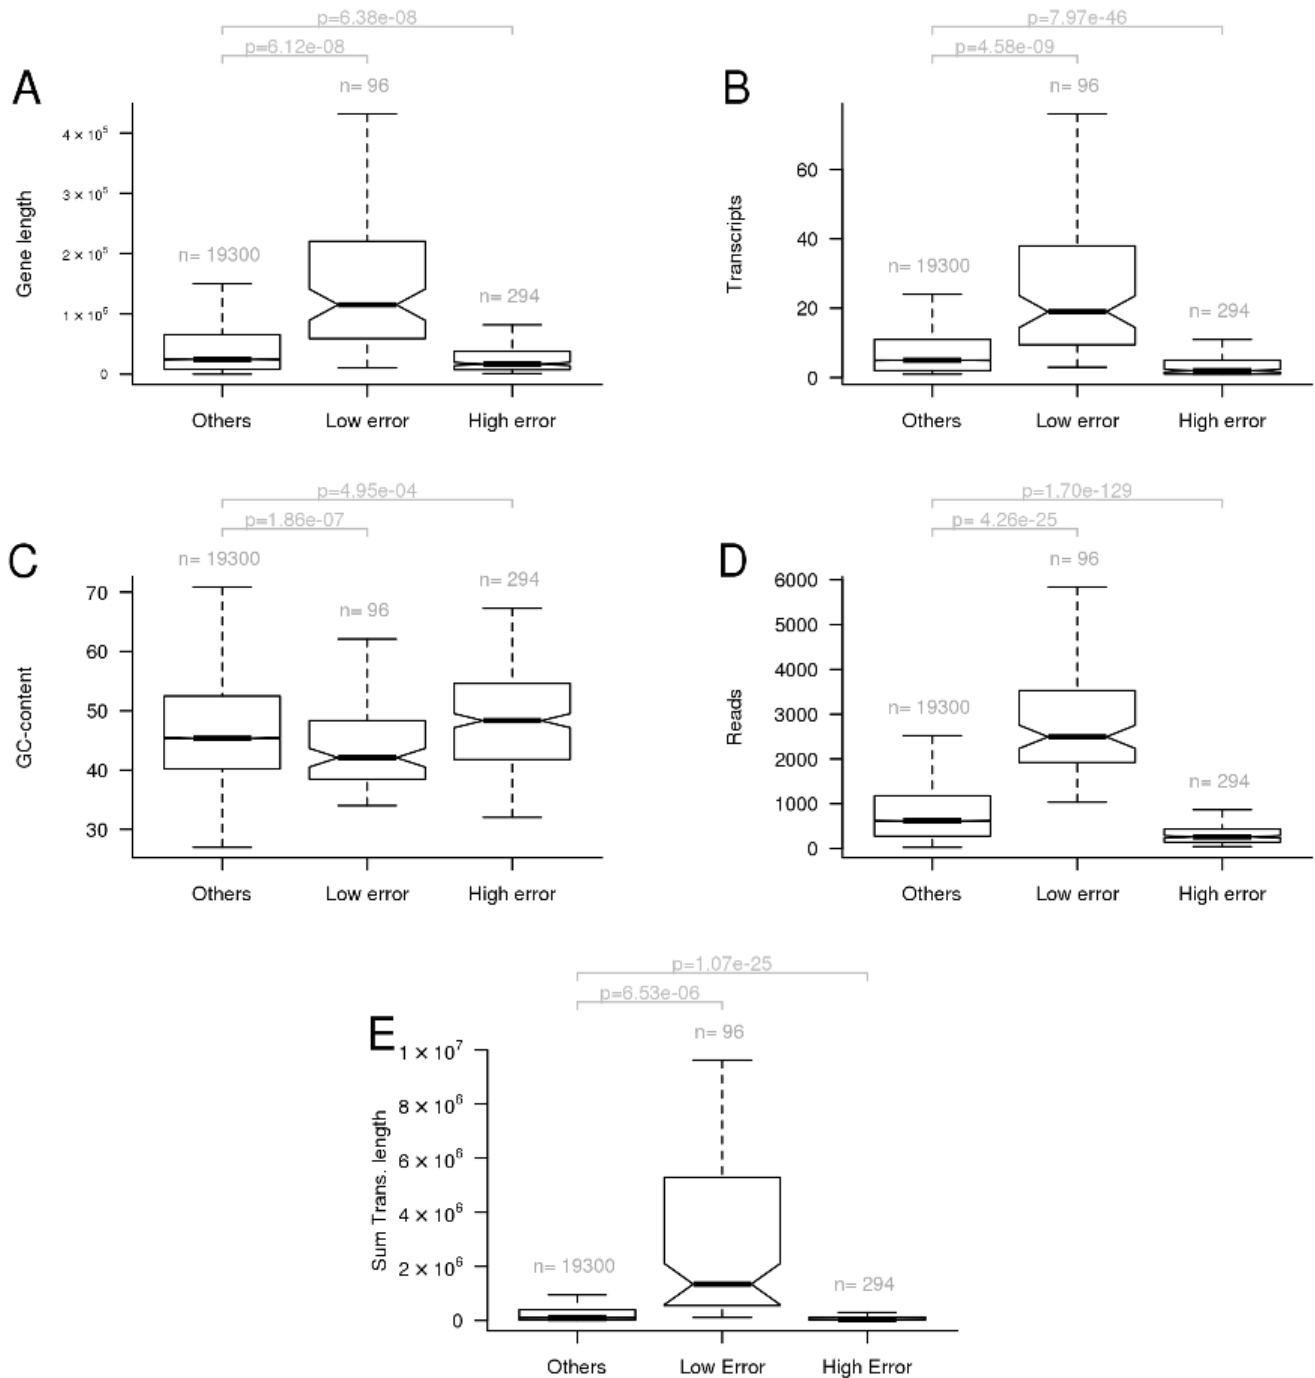 p=6.38e-08
p=6.12e-08
A
n= 96
4 × 10⁵
3 × 10⁵
2 × 10⁵
1 × 10⁵
0
Gene length
n= 19300
n= 294
Others Low error High error
p=7.97e-46
p=4.58e-09
B
n= 96
60
40
20
0
Transcripts
n= 19300
n= 294
Others Low error High error
p=4.95e-04
p=1.86e-07
C
n= 19300
n= 96
n= 294
70
60
50
40
30
GC-content
Others Low error High error
p=1.70e-129
p= 4.26e-25
D
n= 96
6000
5000
4000
3000
2000
1000
0
Reads
n= 19300
n= 294
Others Low error High error
p=1.07e-25
p=6.53e-06
E
n= 96
1 × 10⁷
8 × 10⁶
6 × 10⁶
4 × 10⁶
2 × 10⁶
0
Sum Trans. length
n= 19300
n= 294
Others Low Error High Error